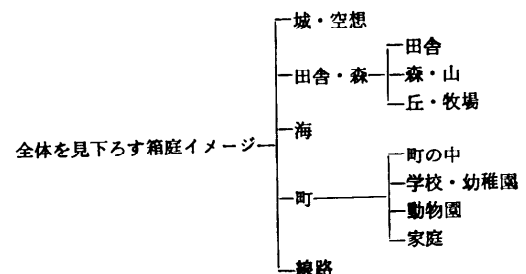 城・空想
田舎・森
田舎
森・山
丘・牧場
全体を見下ろす箱庭イメージ
海
町
町の中
学校・幼稚園
動物園
家庭
線路